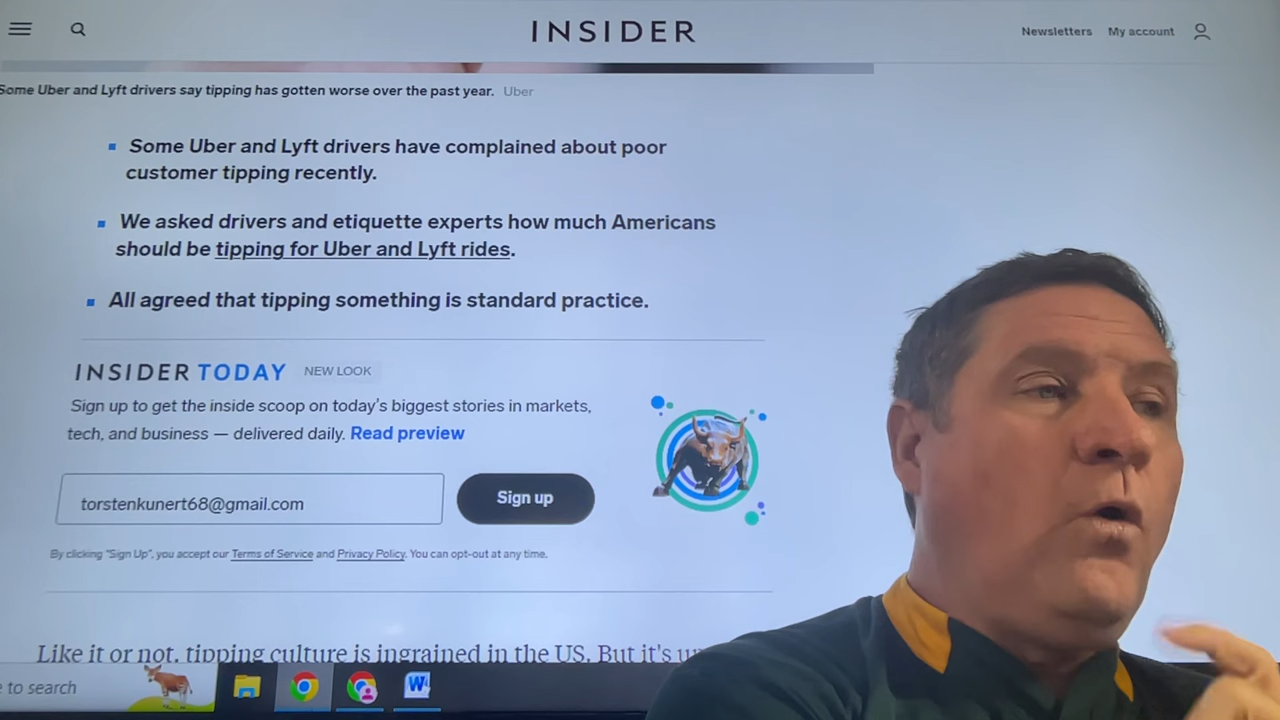 INSIDER
Newsletters My account
Some Uber and Lyft drivers say tipping has gotten worse over the past year. Uber
Some Uber and Lyft drivers have complained about poor
customer tipping recently.
We asked drivers and etiquette experts how much Americans
should be tipping for Uber and Lyft rides.
All agreed that tipping something is standard practice.
INSIDER TODAY NEW LOOK
Sign up to get the inside scoop on today's biggest stories in markets,
tech, and business — delivered daily. Read preview
torstenkunert68@gmail.com
Sign up
By clicking "Sign Up", you accept our Terms of Service and Privacy Policy. You can opt-out at any time.
Like it or not, tipping culture is ingrained in the US. But it's
e to search
W